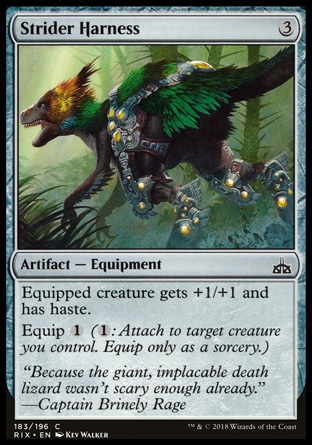 Strider Harness 3
Artifact — Equipment
Equipped creature gets +1/+1 and
has haste.
Equip 1 (1: Attach to target creature
you control. Equip only as a sorcery.)
"Because the giant, implacable death
lizard wasn't scary enough already."
—Captain Brinely Rage
183/196 C
RIX • EN Key Walker
™ & © 2018 Wizards of the Coast